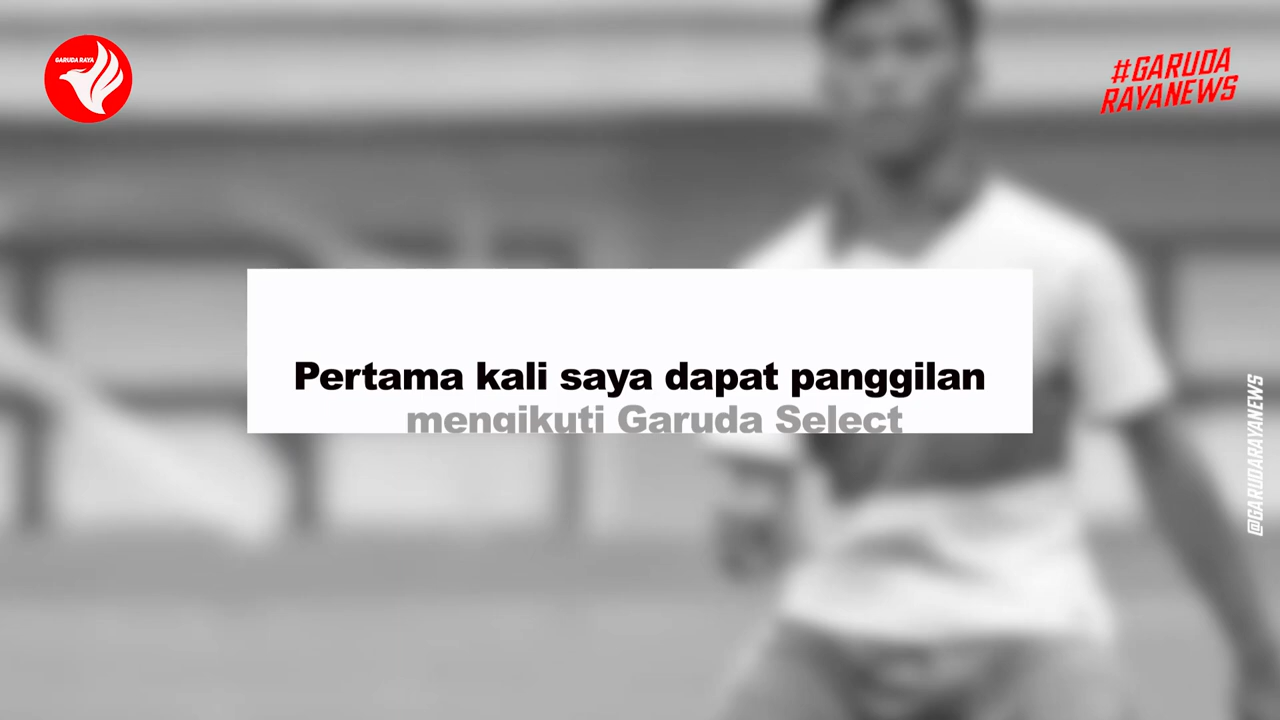 GARUDA RAYA
#GARUDA
RAYANEWS
Pertama kali saya dapat panggilan
mengikuti Garuda Select
@GARUDARAYANEWS